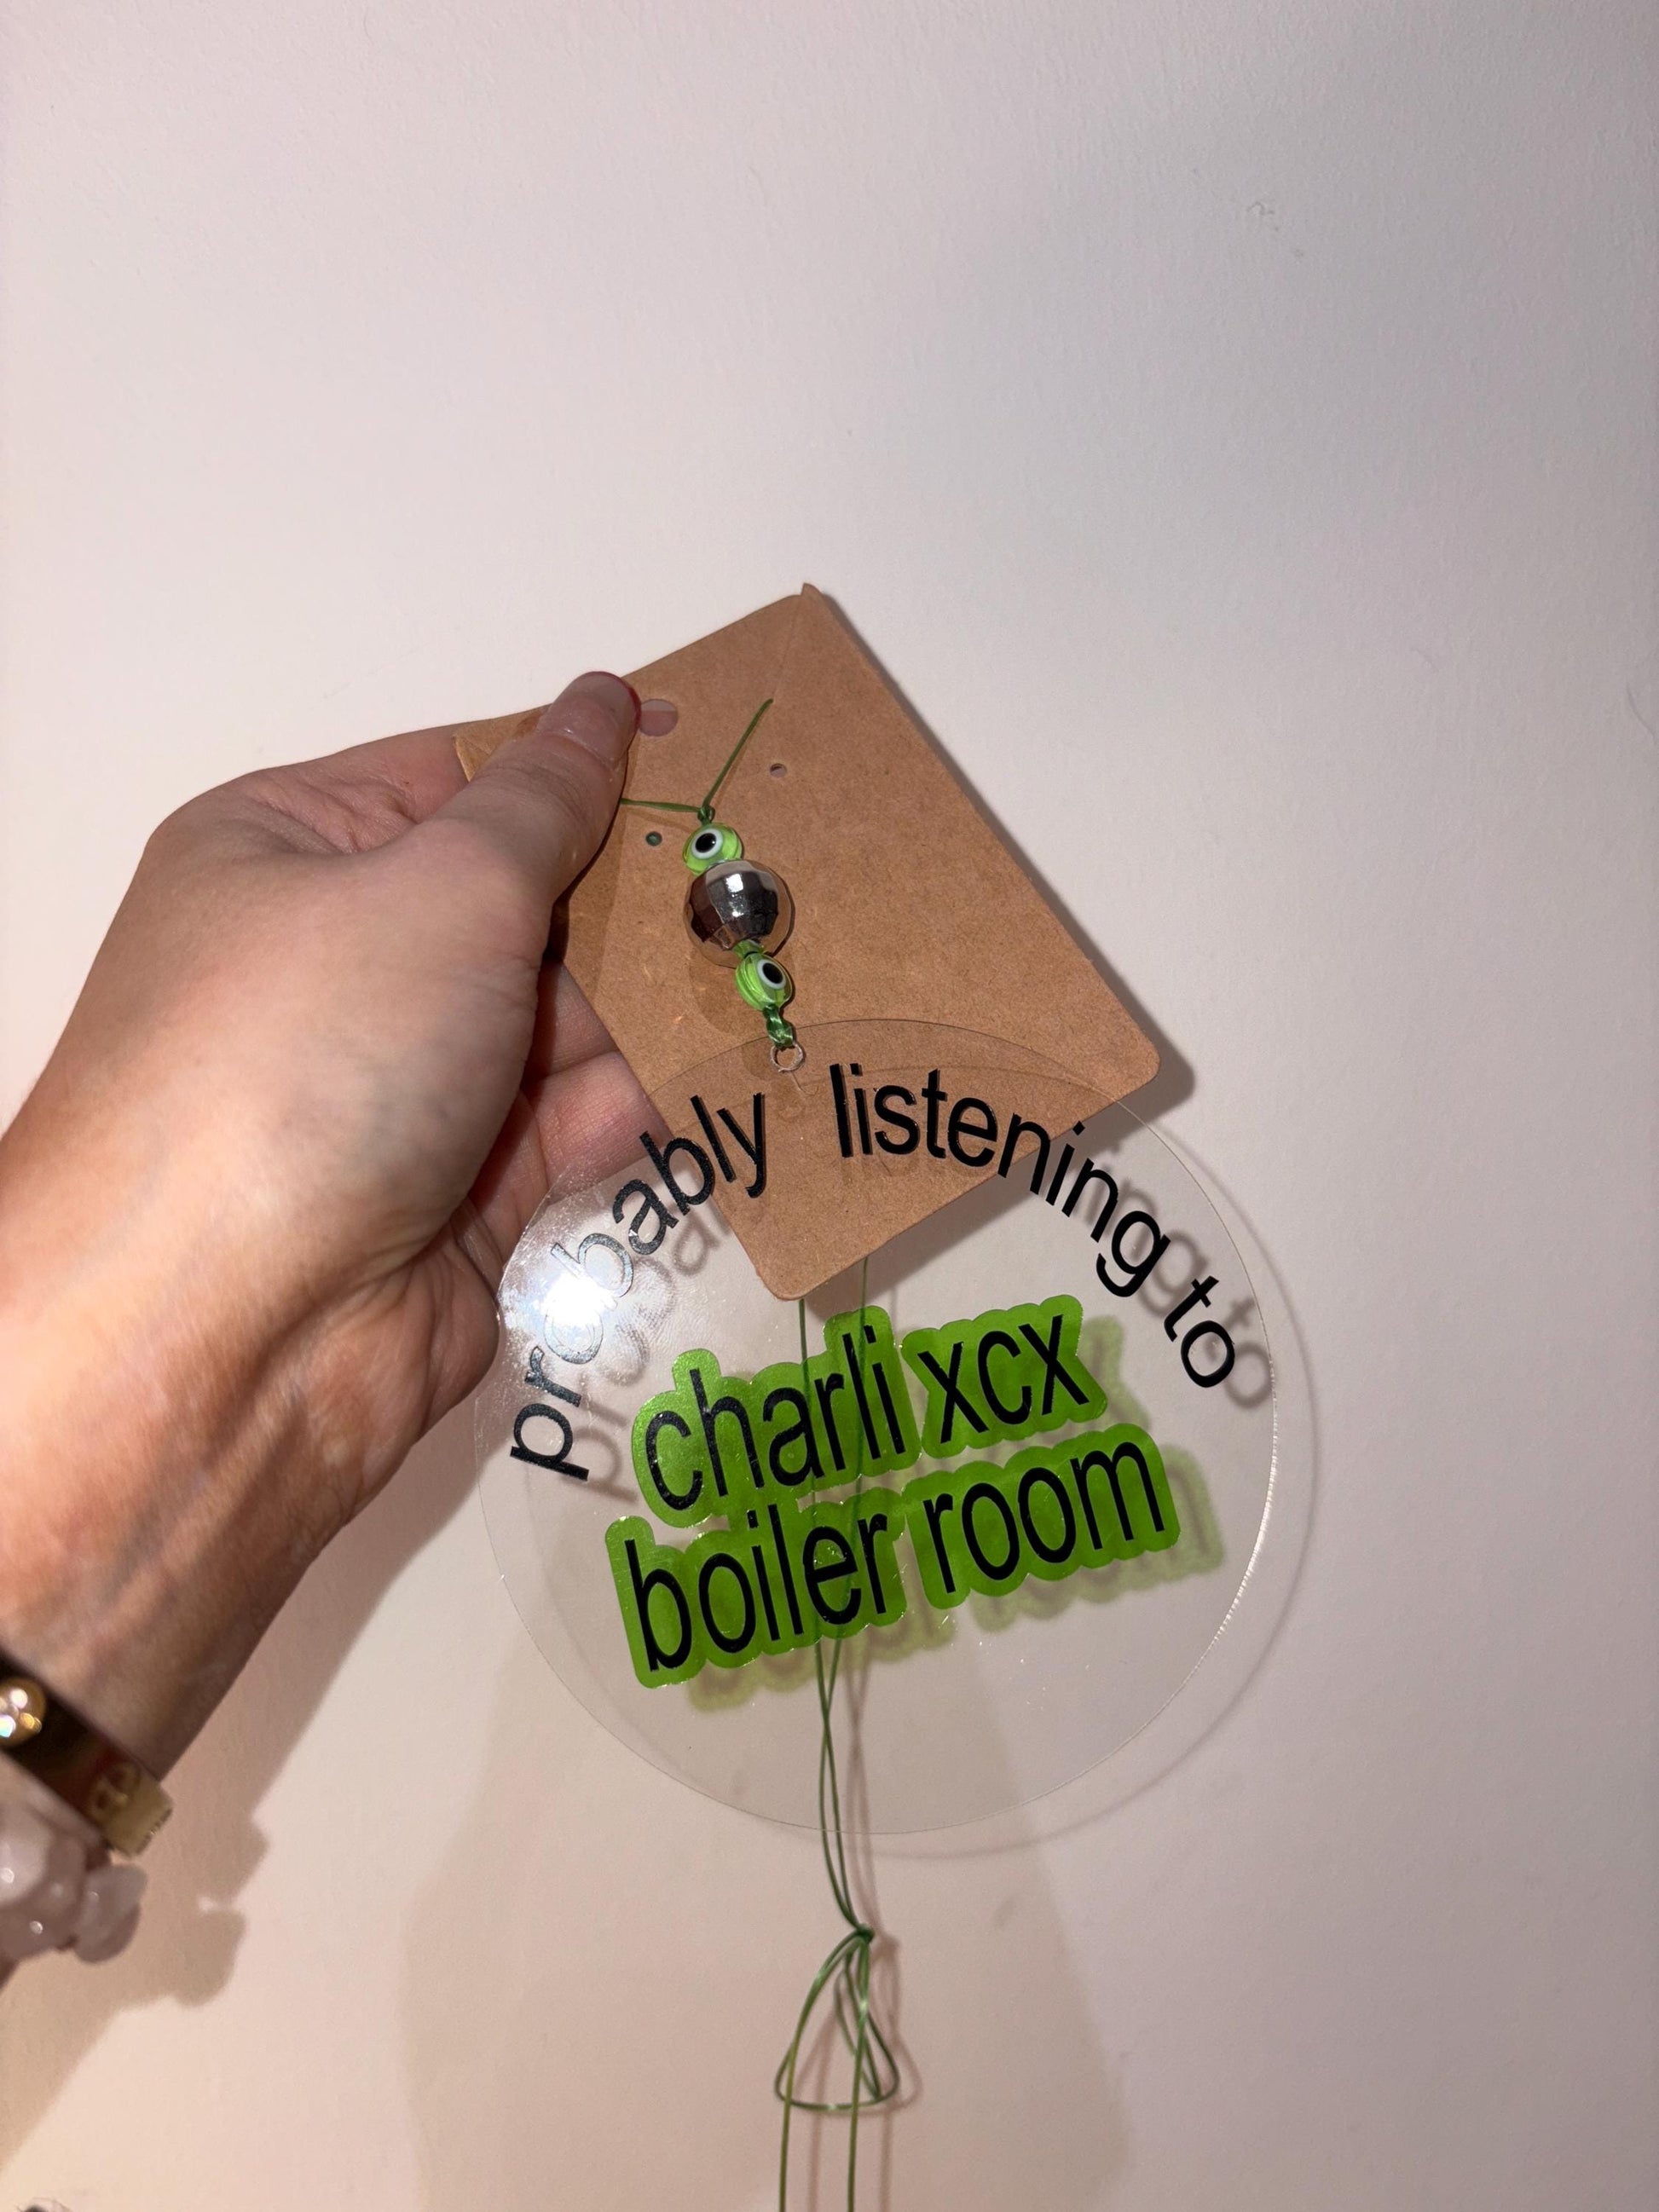 probably listening to
charli xcx
boiler room